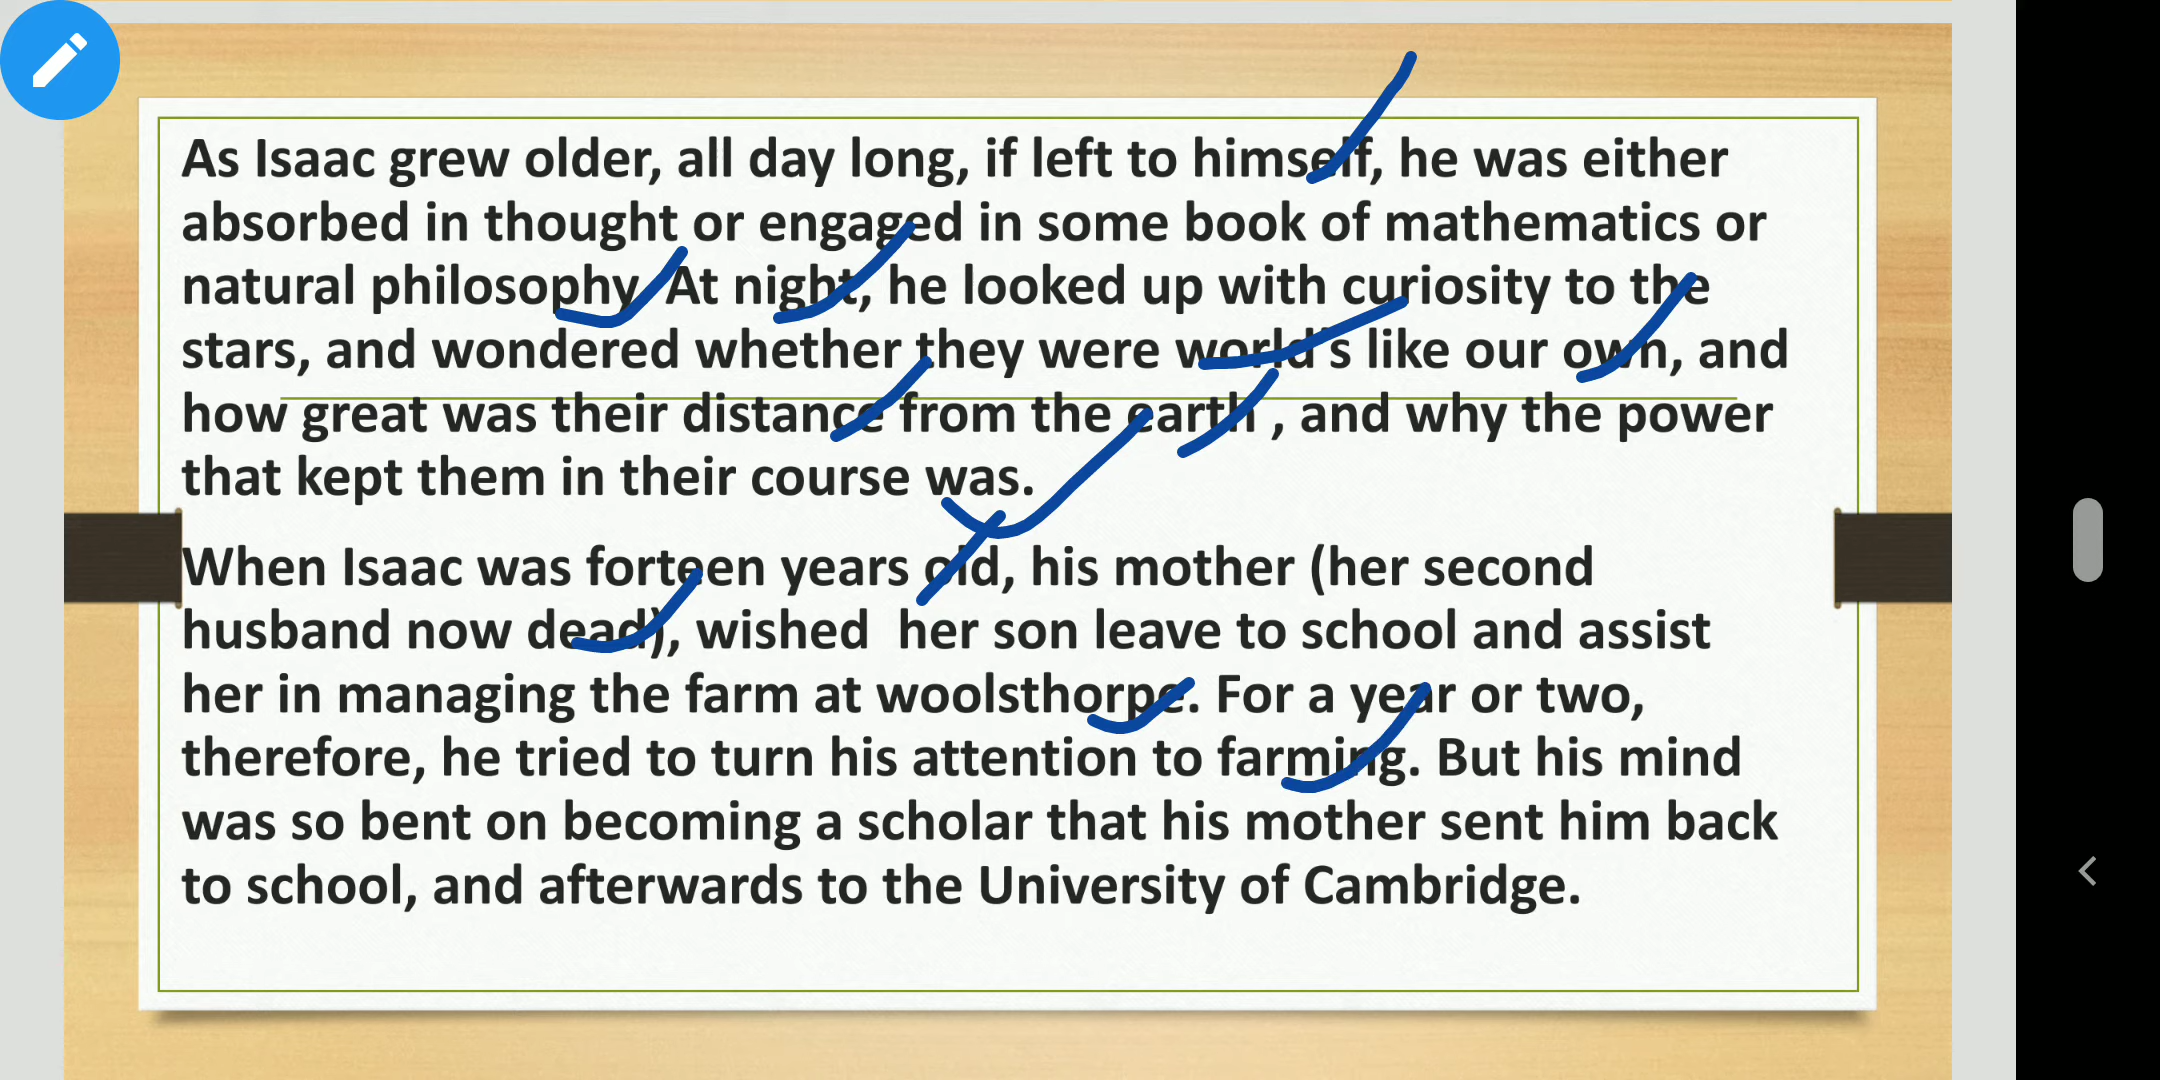 As Isaac grew older, all day long, if left to himself, he was either
absorbed in thought or engaged in some book of mathematics or
natural philosophy. At night, he looked up with curiosity to the
stars, and wondered whether they were world's like our own, and
how great was their distance from the earth , and why the power
that kept them in their course was.
When Isaac was forteen years old, his mother (her second
husband now dead), wished  her son leave to school and assist
her in managing the farm at woolsthorpe. For a year or two,
therefore, he tried to turn his attention to farming. But his mind
was so bent on becoming a scholar that his mother sent him back
to school, and afterwards to the University of Cambridge.